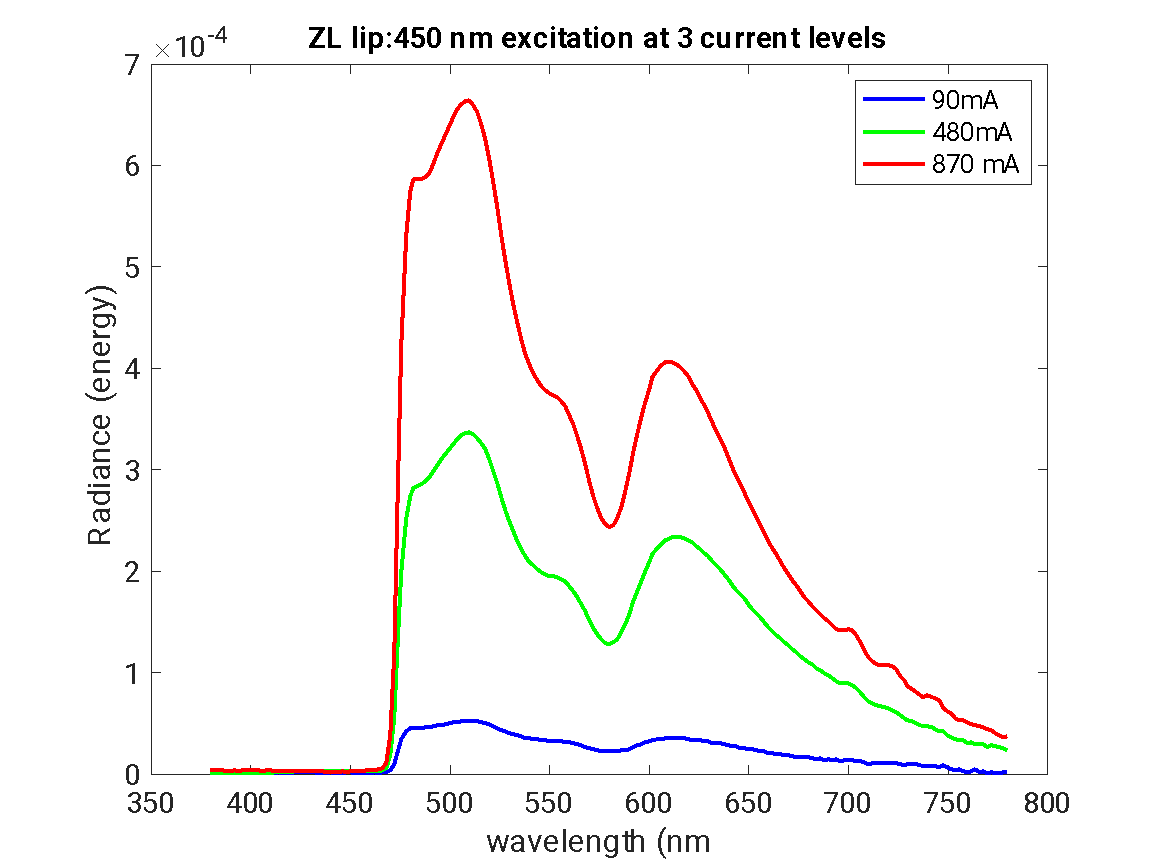 ZL lip:450 nm excitation at 3 current levels
×10⁻⁴
7
6
5
4
3
2
1
0
Radiance (energy)
90mA
480mA
870 mA
350 400 450 500 550 600 650 700 750 800
wavelength (nm